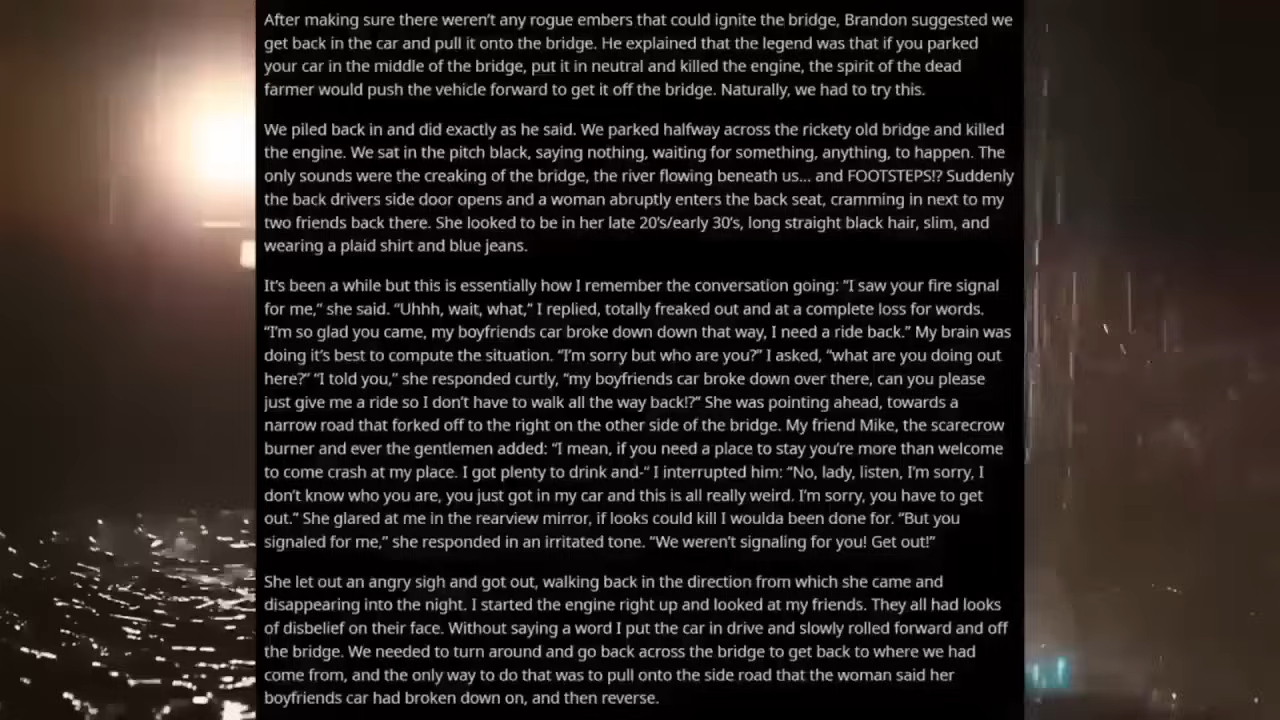 After making sure there weren’t any rogue embers that could ignite the bridge, Brandon suggested we
get back in the car and pull it onto the bridge. He explained that the legend was that if you parked
your car in the middle of the bridge, put it in neutral and killed the engine, the spirit of the dead
farmer would push the vehicle forward to get it off the bridge. Naturally, we had to try this.
We piled back in and did exactly as he said. We parked halfway across the rickety old bridge and killed
the engine. We sat in the pitch black, saying nothing, waiting for something, anything, to happen. The
only sounds were the creaking of the bridge, the river flowing beneath us... and FOOTSTEPS!? Suddenly
the back drivers side door opens and a woman abruptly enters the back seat, cramming in next to my
two friends back there. She looked to be in her late 20’s/early 30’s, long straight black hair, slim, and
wearing a plaid shirt and blue jeans.
It’s been a while but this is essentially how I remember the conversation going: “I saw your fire signal
for me,” she said. “Uhhh, wait, what,” I replied, totally freaked out and at a complete loss for words.
“I’m so glad you came, my boyfriends car broke down down that way, I need a ride back.” My brain was
doing it’s best to compute the situation. “I’m sorry but who are you?” I asked, “what are you doing out
here?” “I told you,” she responded curtly, “my boyfriends car broke down over there, can you please
just give me a ride so I don’t have to walk all the way back!?” She was pointing ahead, towards a
narrow road that forked off to the right on the other side of the bridge. My friend Mike, the scarecrow
burner and ever the gentlemen added: “I mean, if you need a place to stay you’re more than welcome
to come crash at my place. I got plenty to drink and-“ I interrupted him: “No, lady, listen, I’m sorry, I
don’t know who you are, you just got in my car and this is all really weird. I’m sorry, you have to get
out.” She glared at me in the rearview mirror, if looks could kill I woulda been done for. “But you
signaled for me,” she responded in an irritated tone. “We weren’t signaling for you! Get out!”
She let out an angry sigh and got out, walking back in the direction from which she came and
disappearing into the night. I started the engine right up and looked at my friends. They all had looks
of disbelief on their face. Without saying a word I put the car in drive and slowly rolled forward and off
the bridge. We needed to turn around and go back across the bridge to get back to where we had
come from, and the only way to do that was to pull onto the side road that the woman said her
boyfriends car had broken down on, and then reverse.